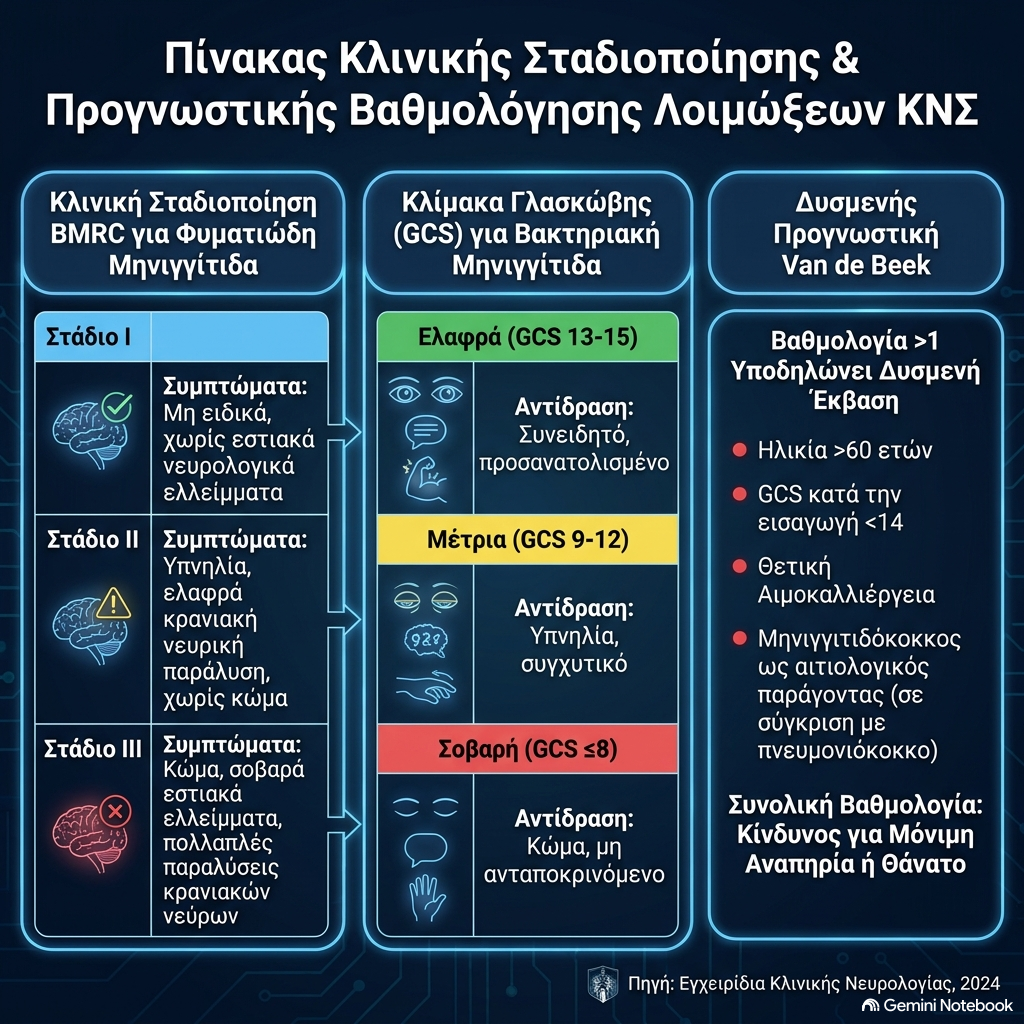 Πίνακας Κλινικής Σταδιοποίησης &
Προγνωστικής Βαθμολόγησης Λοιμώξεων ΚΝΣ
Κλινική Σταδιοποίηση
BMRC για Φυματιώδη
Μηνιγγίτιδα
Στάδιο I
Συμπτώματα:
Μη ειδικά,
χωρίς εστιακά
νευρολογικά
ελλείμματα
Στάδιο II
Συμπτώματα:
Υπνηλία,
ελαφρά
κρανιακή
νευρική
παράλυση,
χωρίς κώμα
Στάδιο III
Συμπτώματα:
Κώμα, σοβαρά
εστιακά
ελλείμματα,
πολλαπλές
παραλύσεις
κρανιακών
νεύρων
Κλίμακα Γλασκώβης
(GCS) για Βακτηριακή
Μηνιγγίτιδα
Ελαφρά (GCS 13-15)
Αντίδραση:
Συνειδητό,
προσανατολισμένο
Μέτρια (GCS 9-12)
Αντίδραση:
Υπνηλία,
συγχυτικό
Σοβαρή (GCS ≤8)
Αντίδραση:
Κώμα, μη
ανταποκρινόμενο
Δυσμενής
Προγνωστική
Van de Beek
Βαθμολογία >1
Υποδηλώνει Δυσμενή
Έκβαση
Ηλικία >60 ετών
GCS κατά την
εισαγωγή <14
Θετική
Αιμοκαλλιέργεια
Μηνιγγιτιδόκοκκος
ως αιτιολογικός
παράγοντας (σε
σύγκριση με
πνευμονιόκοκκο)
Συνολική Βαθμολογία:
Κίνδυνος για Μόνιμη
Αναπηρία ή Θάνατο
Πηγή: Εγχειρίδια Κλινικής Νευρολογίας, 2024
Gemini Notebook